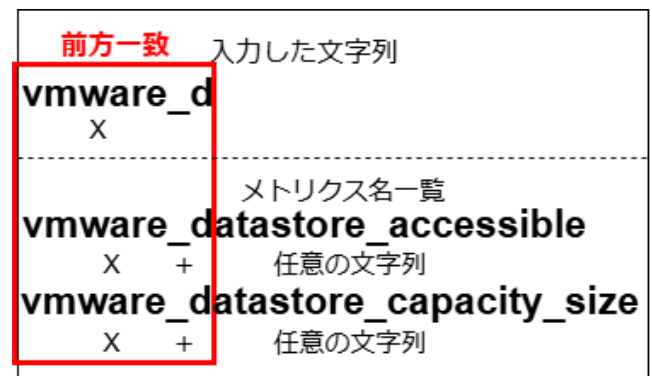 前方一致 入力した文字列
vmware_d
X
メトリクス名一覧
vmware_datastore_accessible
X + 任意の文字列
vmware_datastore_capacity_size
X + 任意の文字列